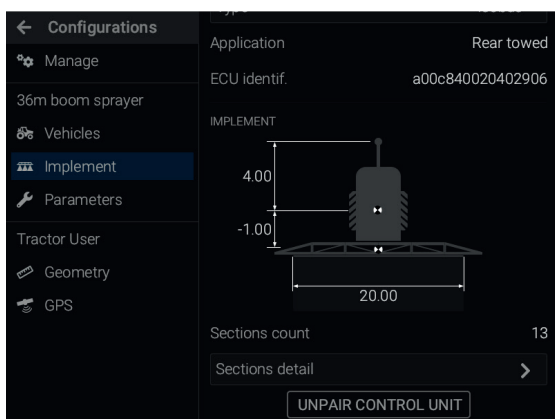 Configurations
Manage
36m boom sprayer
Vehicles
Implement
Parameters
Tractor User
Geometry
GPS
Application Rear towed
ECU identif. a00c840020402906
IMPLEMENT
4.00
-1.00
20.00
Sections count 13
Sections detail
UNPAIR CONTROL UNIT